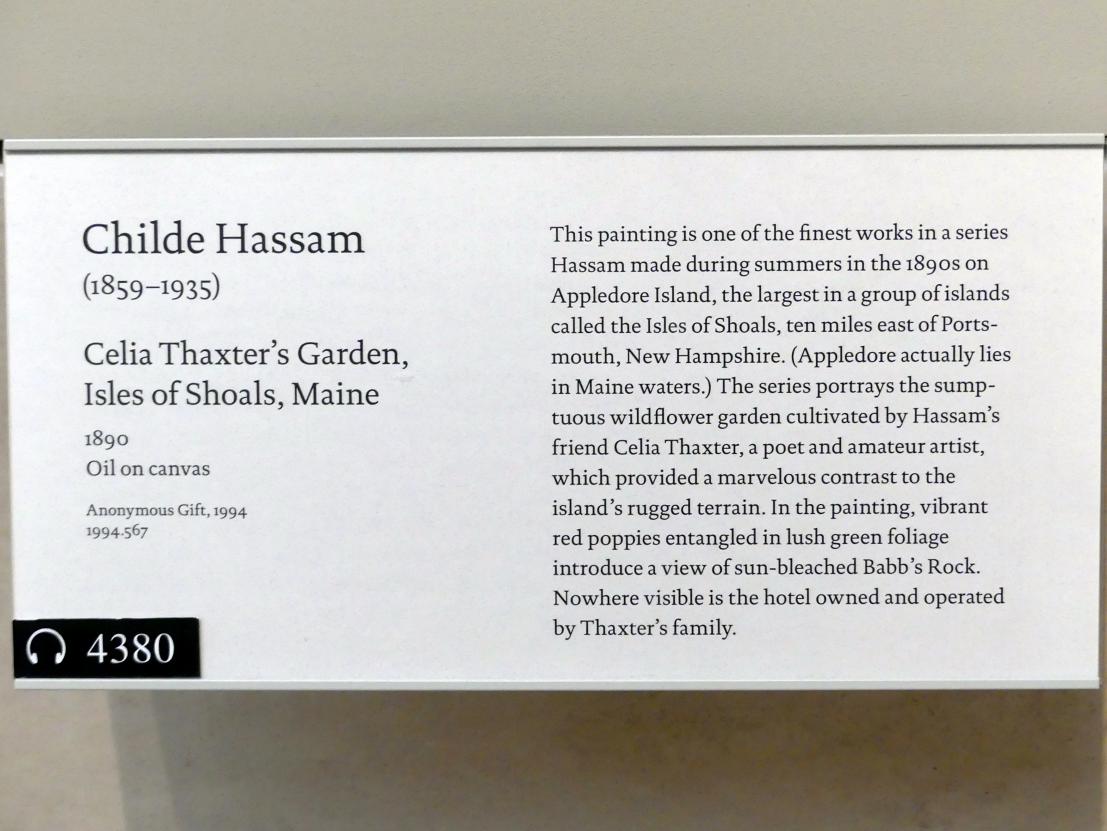 Childe Hassam
(1859–1935)
Celia Thaxter's Garden,
Isles of Shoals, Maine
1890
Oil on canvas
Anonymous Gift, 1994
1994.567
4380
This painting is one of the finest works in a series
Hassam made during summers in the 1890s on
Appledore Island, the largest in a group of islands
called the Isles of Shoals, ten miles east of Ports-
mouth, New Hampshire. (Appledore actually lies
in Maine waters.) The series portrays the sump-
tuous wildflower garden cultivated by Hassam's
friend Celia Thaxter, a poet and amateur artist,
which provided a marvelous contrast to the
island's rugged terrain. In the painting, vibrant
red poppies entangled in lush green foliage
introduce a view of sun-bleached Babb's Rock.
Nowhere visible is the hotel owned and operated
by Thaxter's family.